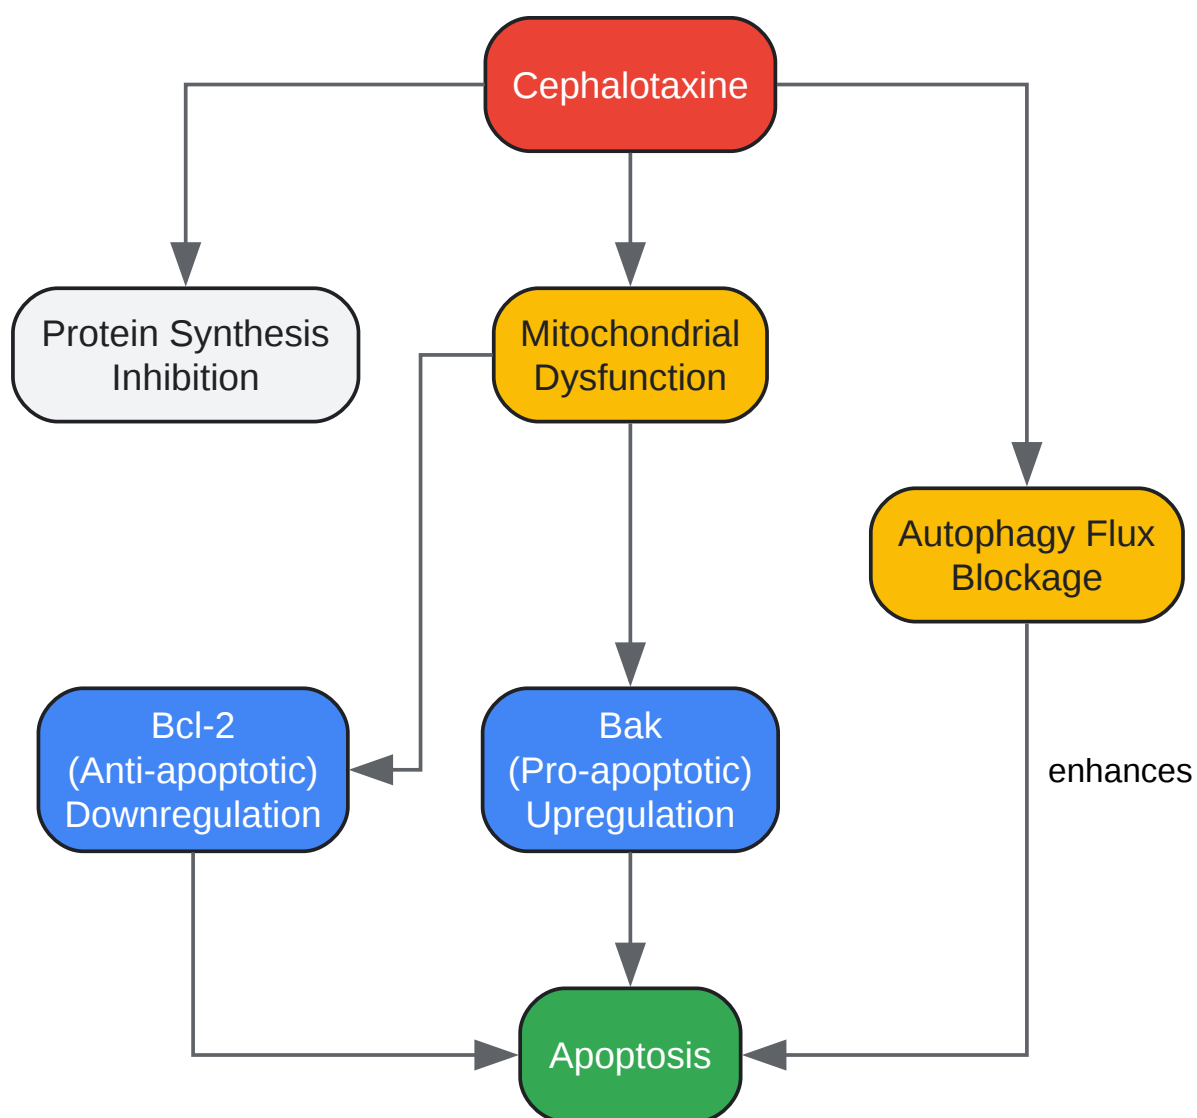 Cephalotaxine
Protein Synthesis
Inhibition
Mitochondrial
Dysfunction
Autophagy Flux
Blockage
Bcl-2
(Anti-apoptotic)
Downregulation
Bak
(Pro-apoptotic)
Upregulation
enhances
Apoptosis